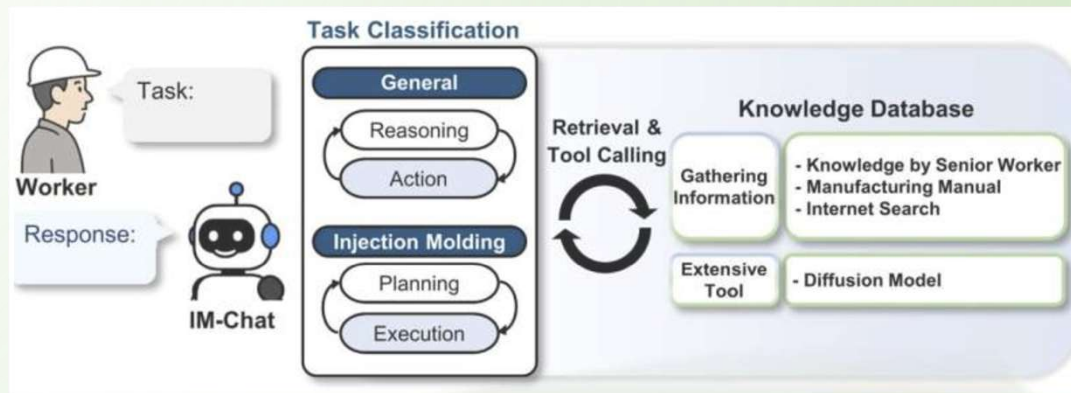 Task Classification
Task:
Worker
Response:
IM-Chat
General
Reasoning
Action
Injection Molding
Planning
Execution
Retrieval &
Tool Calling
Knowledge Database
Gathering
Information
- Knowledge by Senior Worker
- Manufacturing Manual
- Internet Search
Extensive
Tool
- Diffusion Model